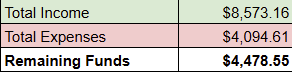 Total Income $8,573.16
Total Expenses $4,094.61
Remaining Funds $4,478.55